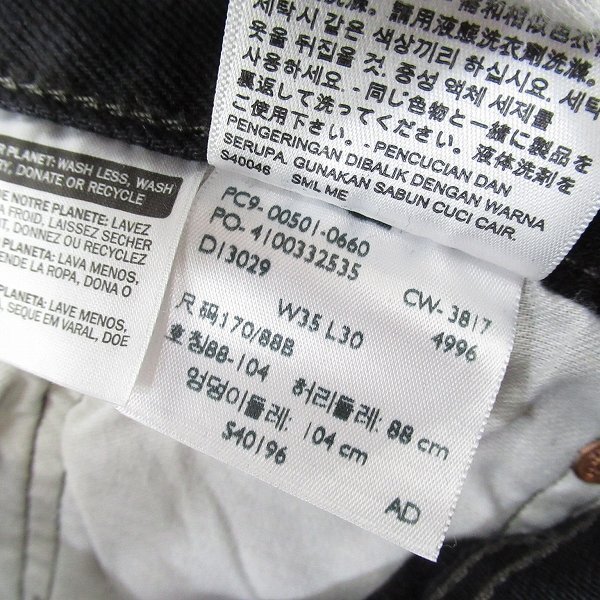 세탁시 같은 색상끼리 하십시오. 세탁
請用液態洗衣劑洗滌.
옷을 뒤집을 것. 중성 액체 세제를
사용하세요. - 同じ色物と一緒に製品を
裏返して洗ってください。液体洗剤を
ご使用下さい。- PENCUCIAN DAN
PENGERINGAN DIBALIK DENGAN WARNA
SERUPA. GUNAKAN SABUN CUCI CAIR.
S40046 SML ME
PLANET: WASH LESS, WASH
DONATE OR RECYCLE
DE NOTRE PLANETE: LAVEZ
A FROID, LAISSEZ SECHER
DONNEZ OU RECYCLEZ
PLANETA: LAVA MENOS,
LA ROPA, DONA O
PLANETA: LAVE MENOS,
SEQUE EM VARAL, DOE
PC9-00501-0660
PO-4100332535
D13029
CW-3817
4996
W35 L30
尺码170/88B
호칭88-104 허리둘레: 88 cm
엉덩이둘레: 104 cm
S40196
AD